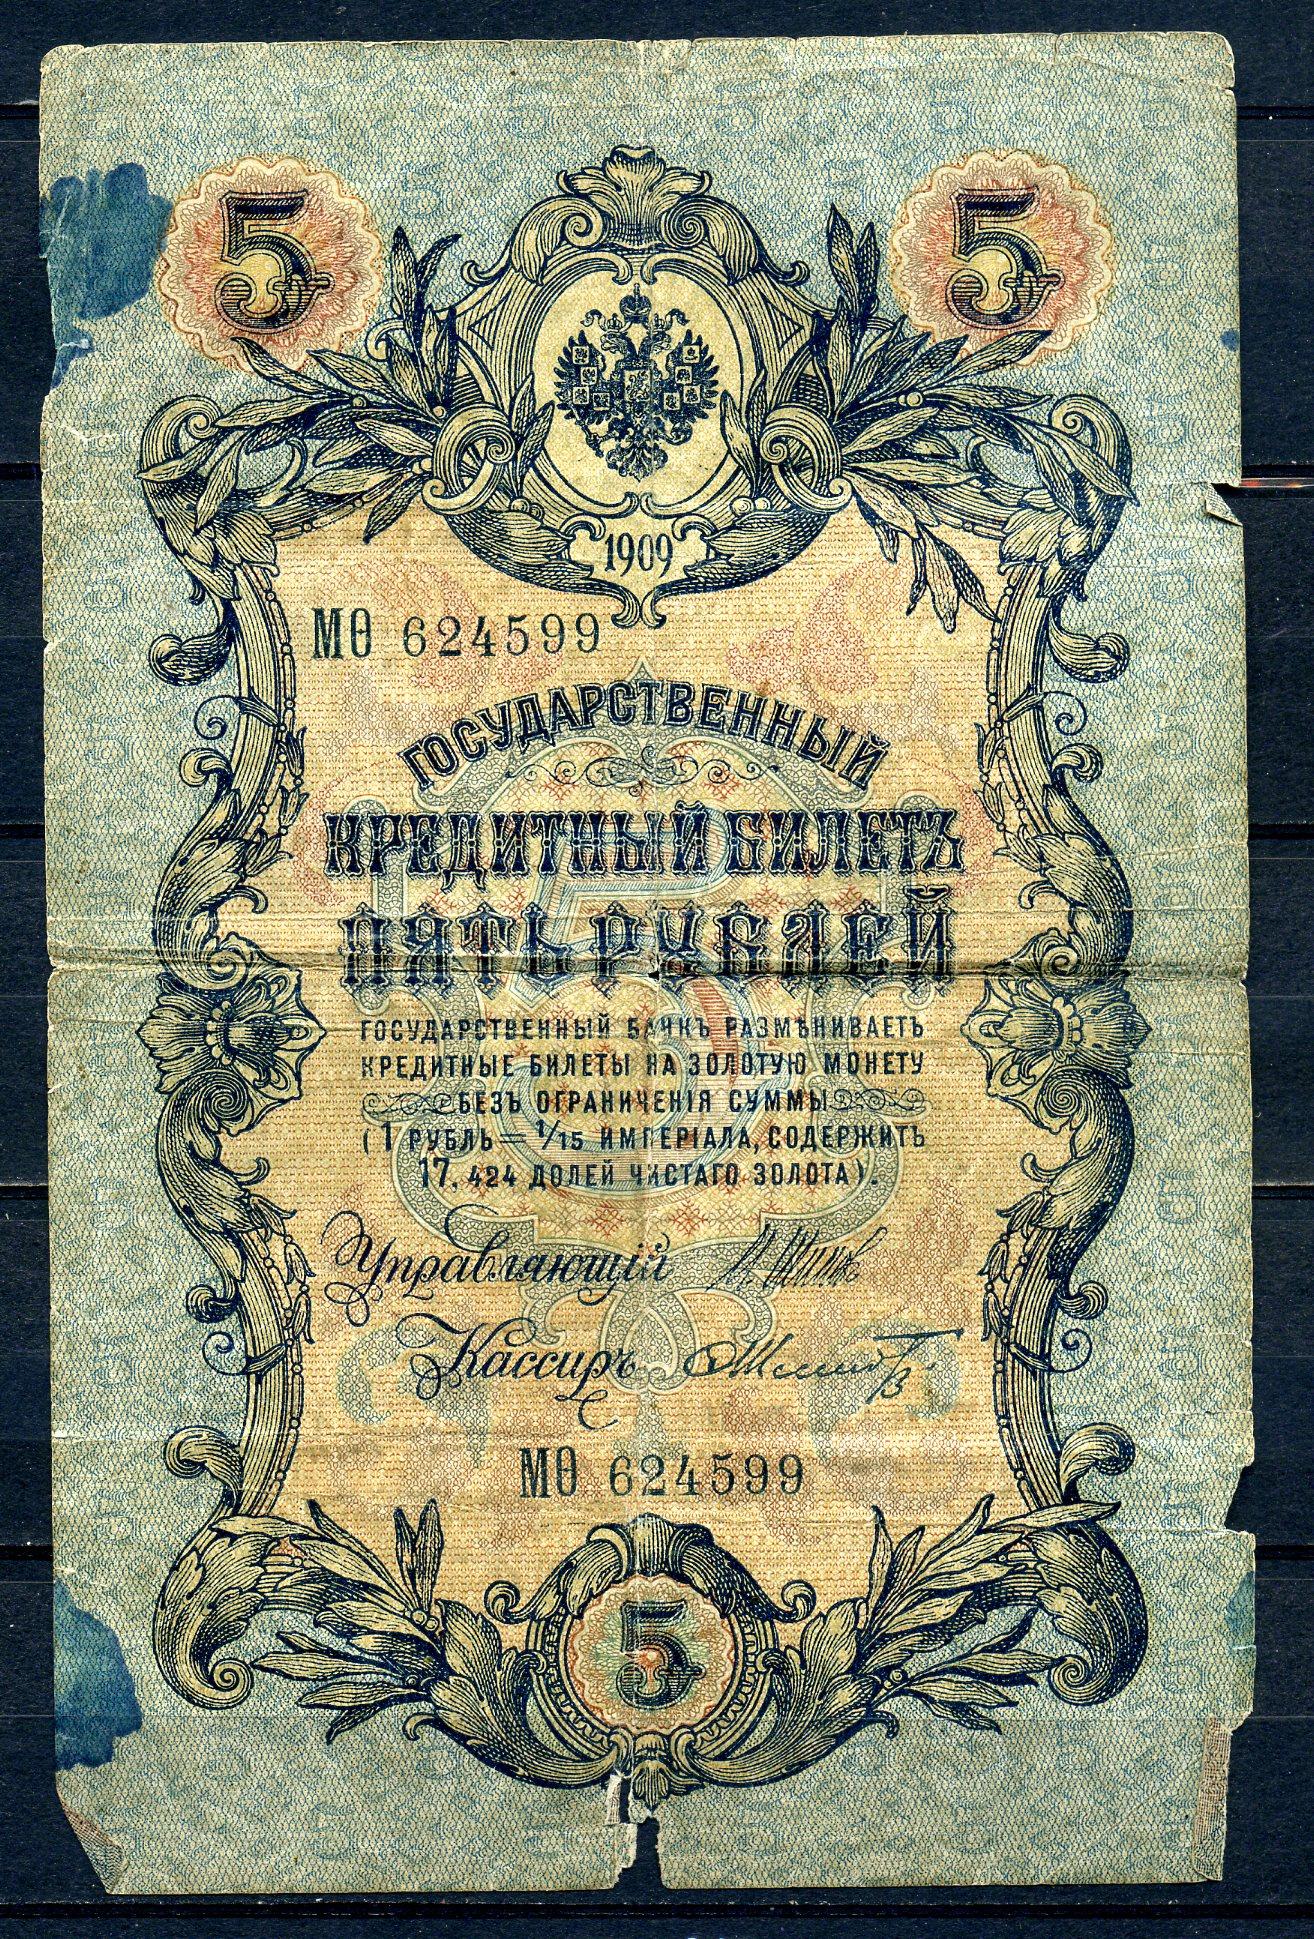 5 5
1909
МѲ 624599
ГОСУДАРСТВЕННЫЙ
КРЕДИТНЫЙ БИЛЕТЪ
ПЯТЬ РУБЛЕЙ
ГОСУДАРСТВЕННЫЙ БАНКЪ РАЗМѢНИВАЕТЪ
КРЕДИТНЫЕ БИЛЕТЫ НА ЗОЛОТУЮ МОНЕТУ
БЕЗЪ ОГРАНИЧЕНІЯ СУММЫ
(1 РУБЛЬ = 1/15 ИМПЕРІАЛА, СОДЕРЖИТЪ
17,424 ДОЛЕЙ ЧИСТАГО ЗОЛОТА).
Управляющій
Кассиръ
МѲ 624599
5